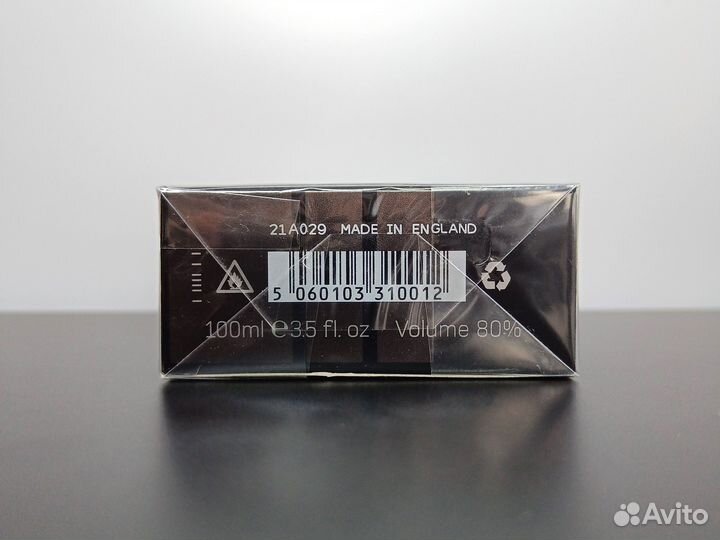 21A029 MADE IN ENGLAND
5 060103 310012
100ml ℮ 3.5 fl. oz Volume 80%
Avito